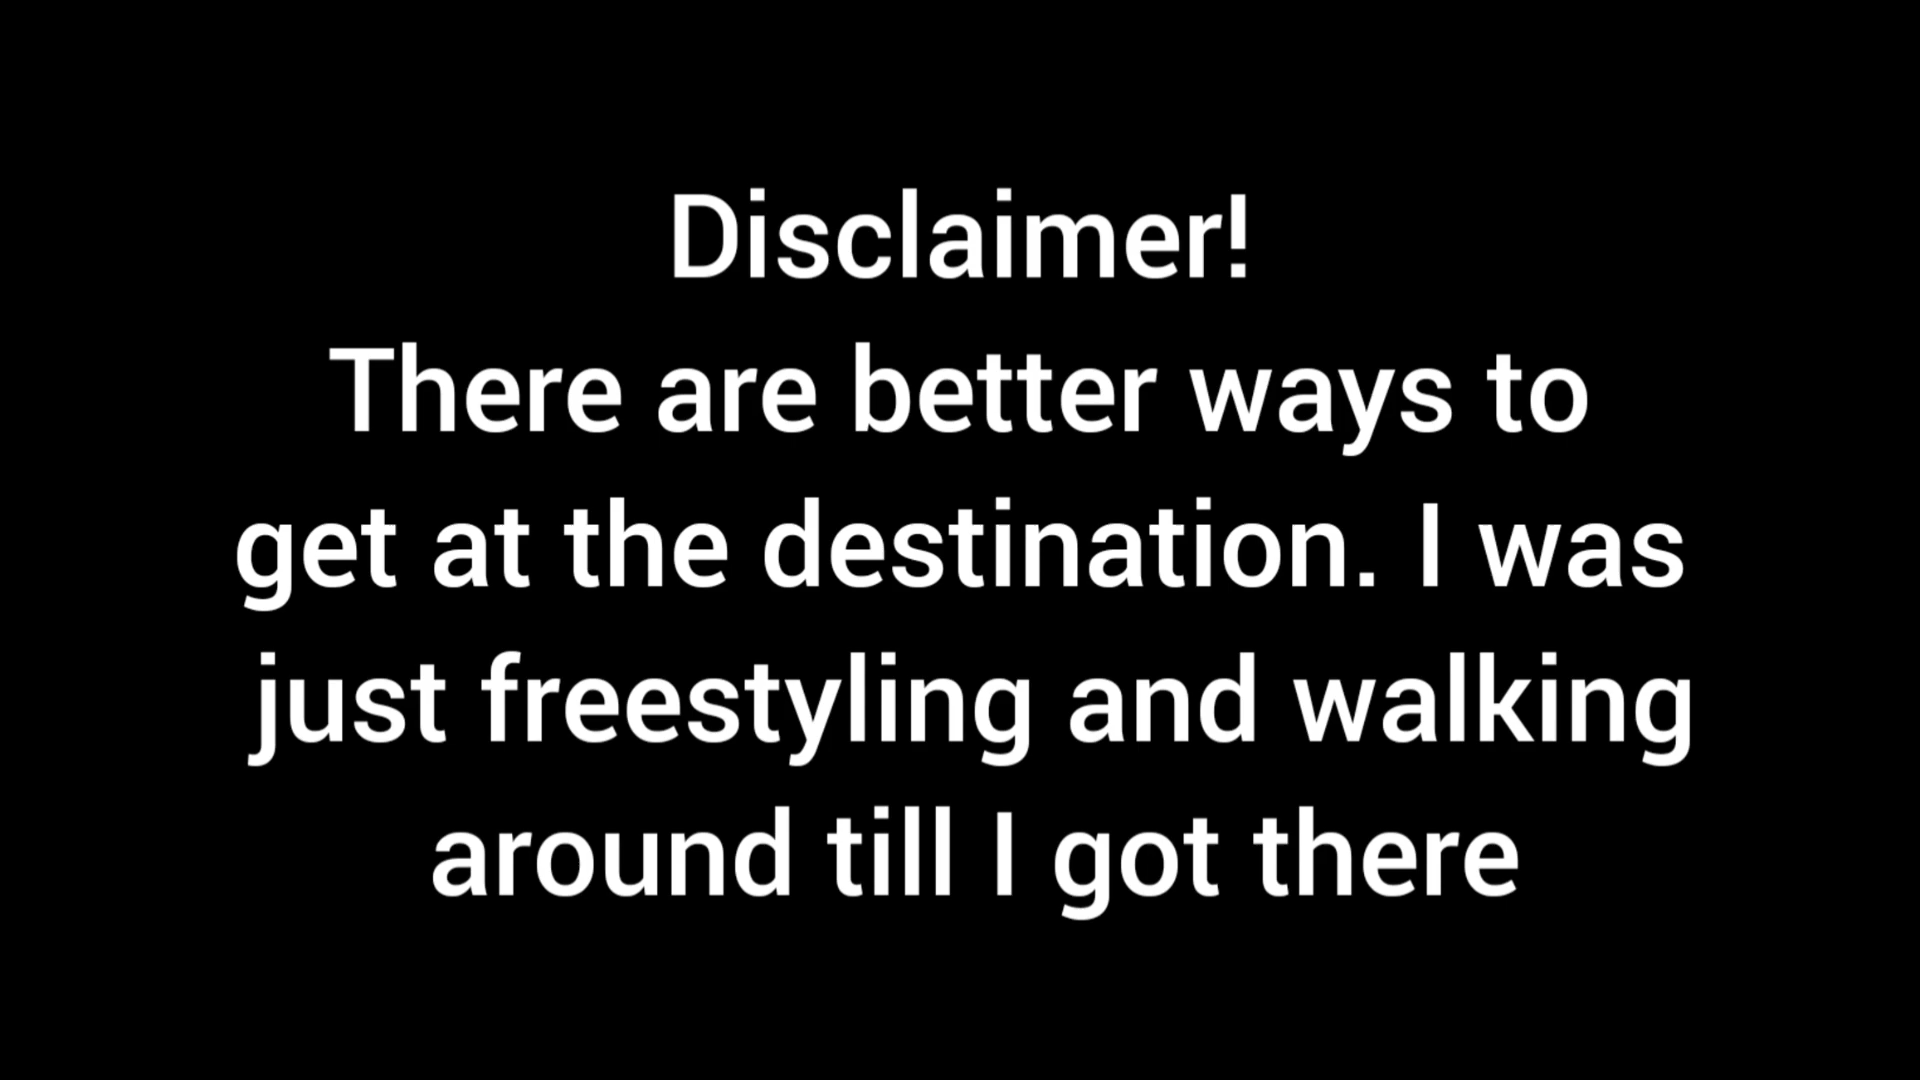 Disclaimer!
There are better ways to
get at the destination. I was
just freestyling and walking
around till I got there